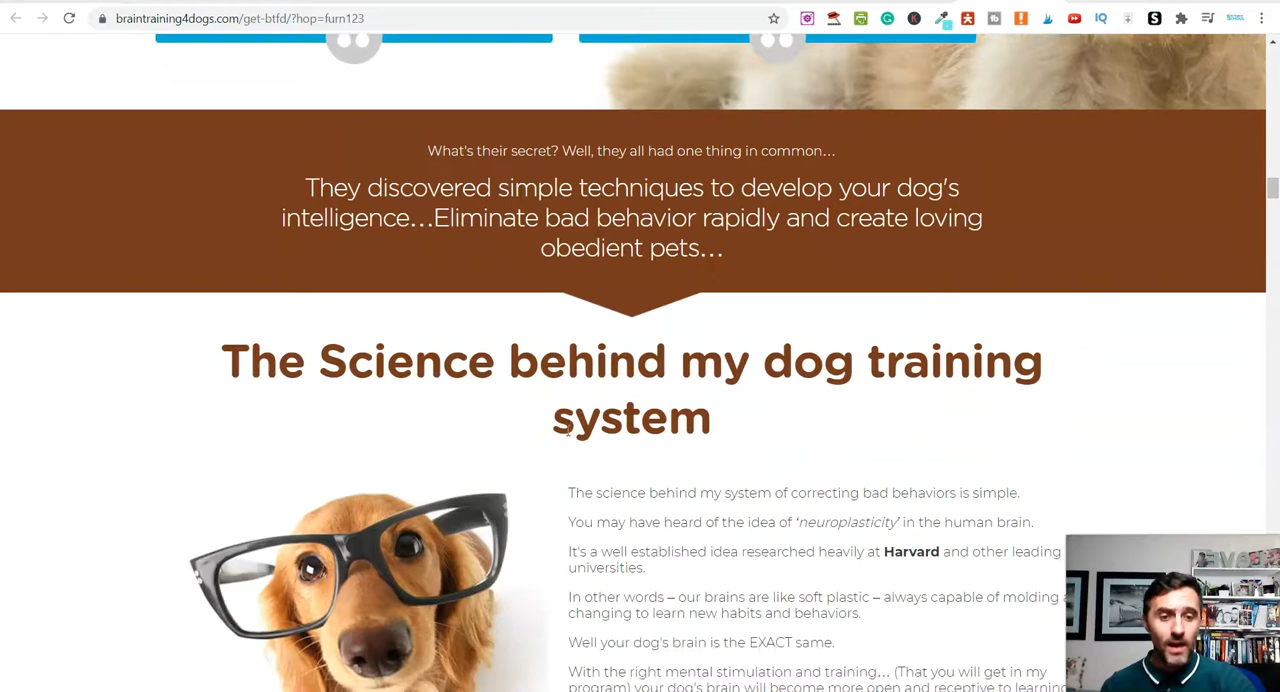 braintraining4dogs.com/get-btfd/?hop=furn123
What's their secret? Well, they all had one thing in common...
They discovered simple techniques to develop your dog's
intelligence...Eliminate bad behavior rapidly and create loving
obedient pets...
The Science behind my dog training
system
The science behind my system of correcting bad behaviors is simple.
You may have heard of the idea of 'neuroplasticity' in the human brain.
It's a well established idea researched heavily at Harvard and other leading
universities.
In other words – our brains are like soft plastic – always capable of molding
changing to learn new habits and behaviors.
Well your dog's brain is the EXACT same.
With the right mental stimulation and training... (That you will get in my
program) your dog's brain will become more open and receptive to learning